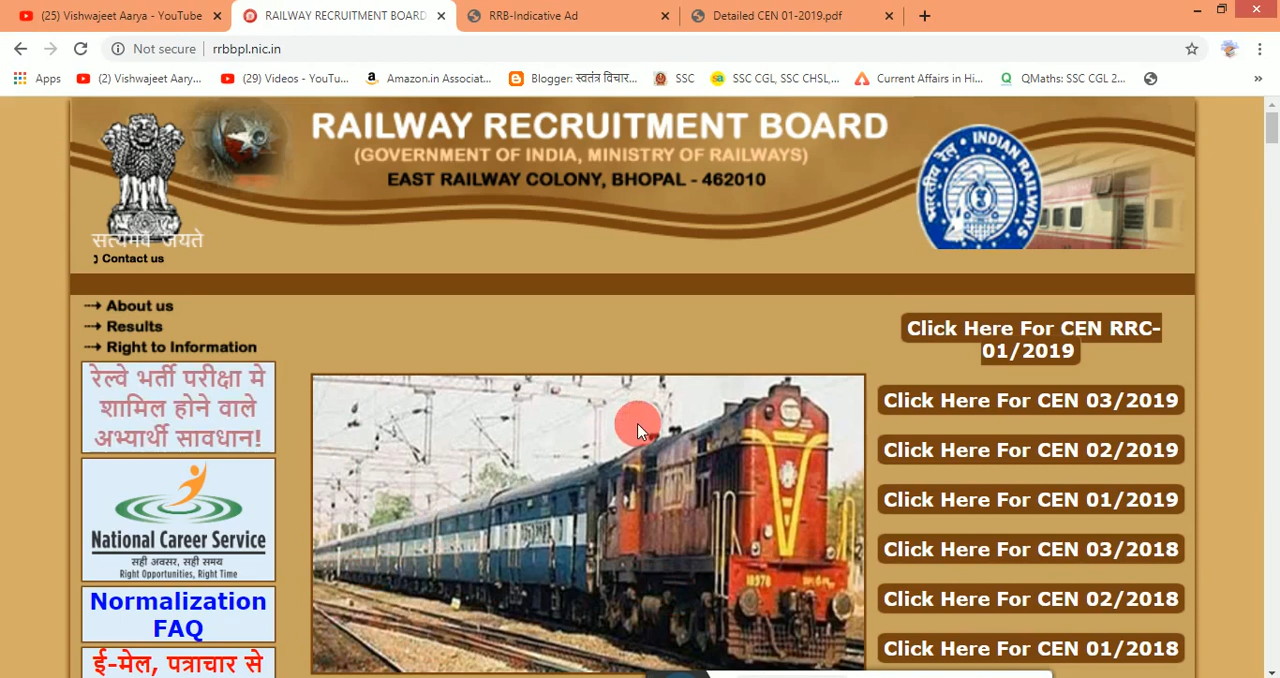 (25) Vishwajeet Aarya - YouTube
RAILWAY RECRUITMENT BOARD
RRB-Indicative Ad
Detailed CEN 01-2019.pdf
Not secure
rrbbpl.nic.in
Apps
(2) Vishwajeet Aary...
(29) Videos - YouTu...
Amazon.in Associat...
Blogger: स्वतंत्र विचार...
SSC
SSC CGL, SSC CHSL,...
Current Affairs in Hi...
QMaths: SSC CGL 2...
RAILWAY RECRUITMENT BOARD
(GOVERNMENT OF INDIA, MINISTRY OF RAILWAYS)
EAST RAILWAY COLONY, BHOPAL - 462010
सत्यमेव जयते
भारतीय रेल
INDIAN RAILWAYS
Contact us
About us
Results
Right to Information
रेल्वे भर्ती परीक्षा मे
शामिल होने वाले
अभ्यार्थी सावधान!
National Career Service
सही अवसर, सही समय
Right Opportunities, Right Time
Normalization
FAQ
ई-मेल, पत्राचार से
Click Here For CEN RRC-
01/2019
Click Here For CEN 03/2019
Click Here For CEN 02/2019
Click Here For CEN 01/2019
Click Here For CEN 03/2018
Click Here For CEN 02/2018
Click Here For CEN 01/2018